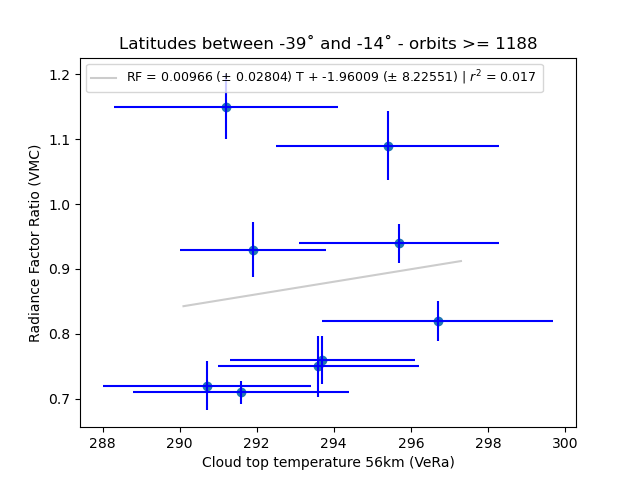 Latitudes between -39˚ and -14˚ - orbits >= 1188
RF = 0.00966 (± 0.02804) T + -1.96009 (± 8.22551) | r² = 0.017
Radiance Factor Ratio (VMC)
1.2
1.1
1.0
0.9
0.8
0.7
288 290 292 294 296 298 300
Cloud top temperature 56km (VeRa)